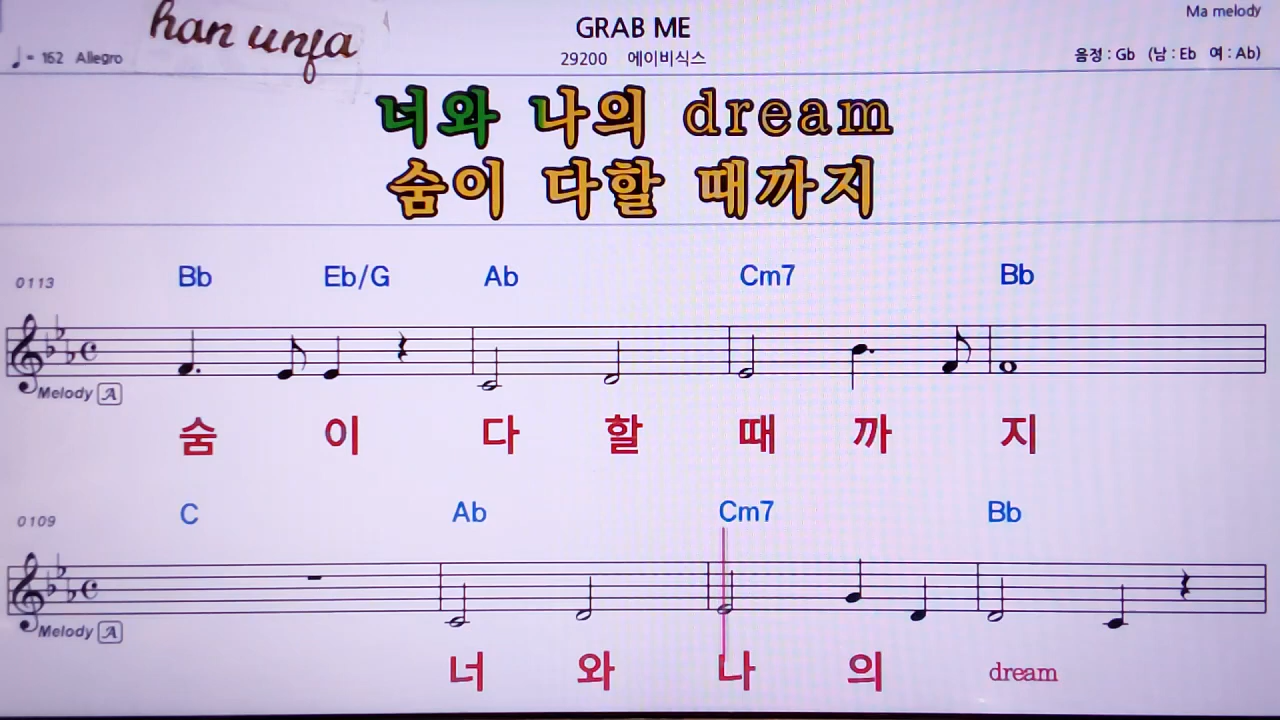 han unja
GRAB ME
Ma melody
♩= 162 Allegro
29200 에이비식스
음정 : Gb (남 : Eb 여 : Ab)
너와 나의 dream
숨이 다할 때까지
0113 Bb Eb/G Ab Cm7 Bb
Melody A
숨 이 다 할 때 까 지
0109 C Ab Cm7 Bb
Melody A
너 와 나 의 dream